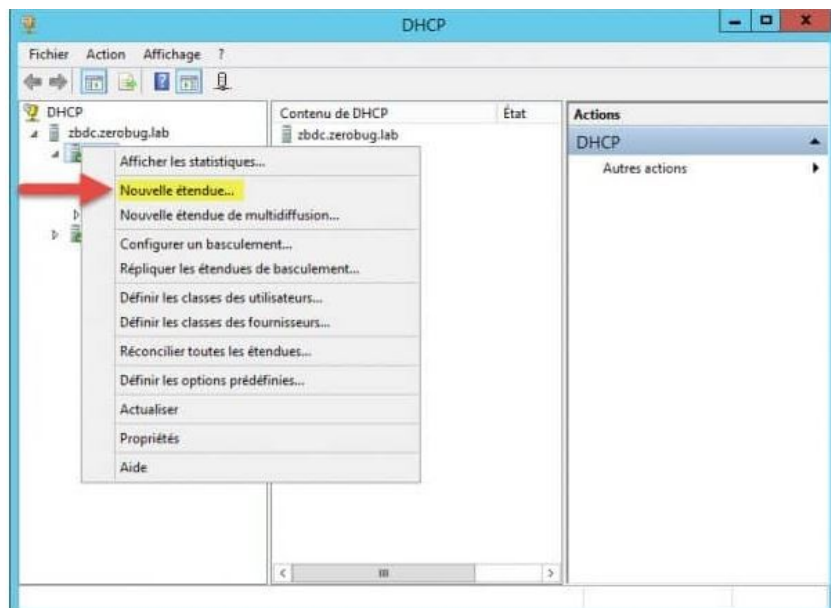 DHCP
Fichier Action Affichage ?
DHCP
zbdc.zerobug.lab
Contenu de DHCP État
zbdc.zerobug.lab
Actions
DHCP
Autres actions
Afficher les statistiques...
Nouvelle étendue...
Nouvelle étendue de multidiffusion...
Configurer un basculement...
Répliquer les étendues de basculement...
Définir les classes des utilisateurs...
Définir les classes des fournisseurs...
Réconcilier toutes les étendues...
Définir les options prédéfinies...
Actualiser
Propriétés
Aide